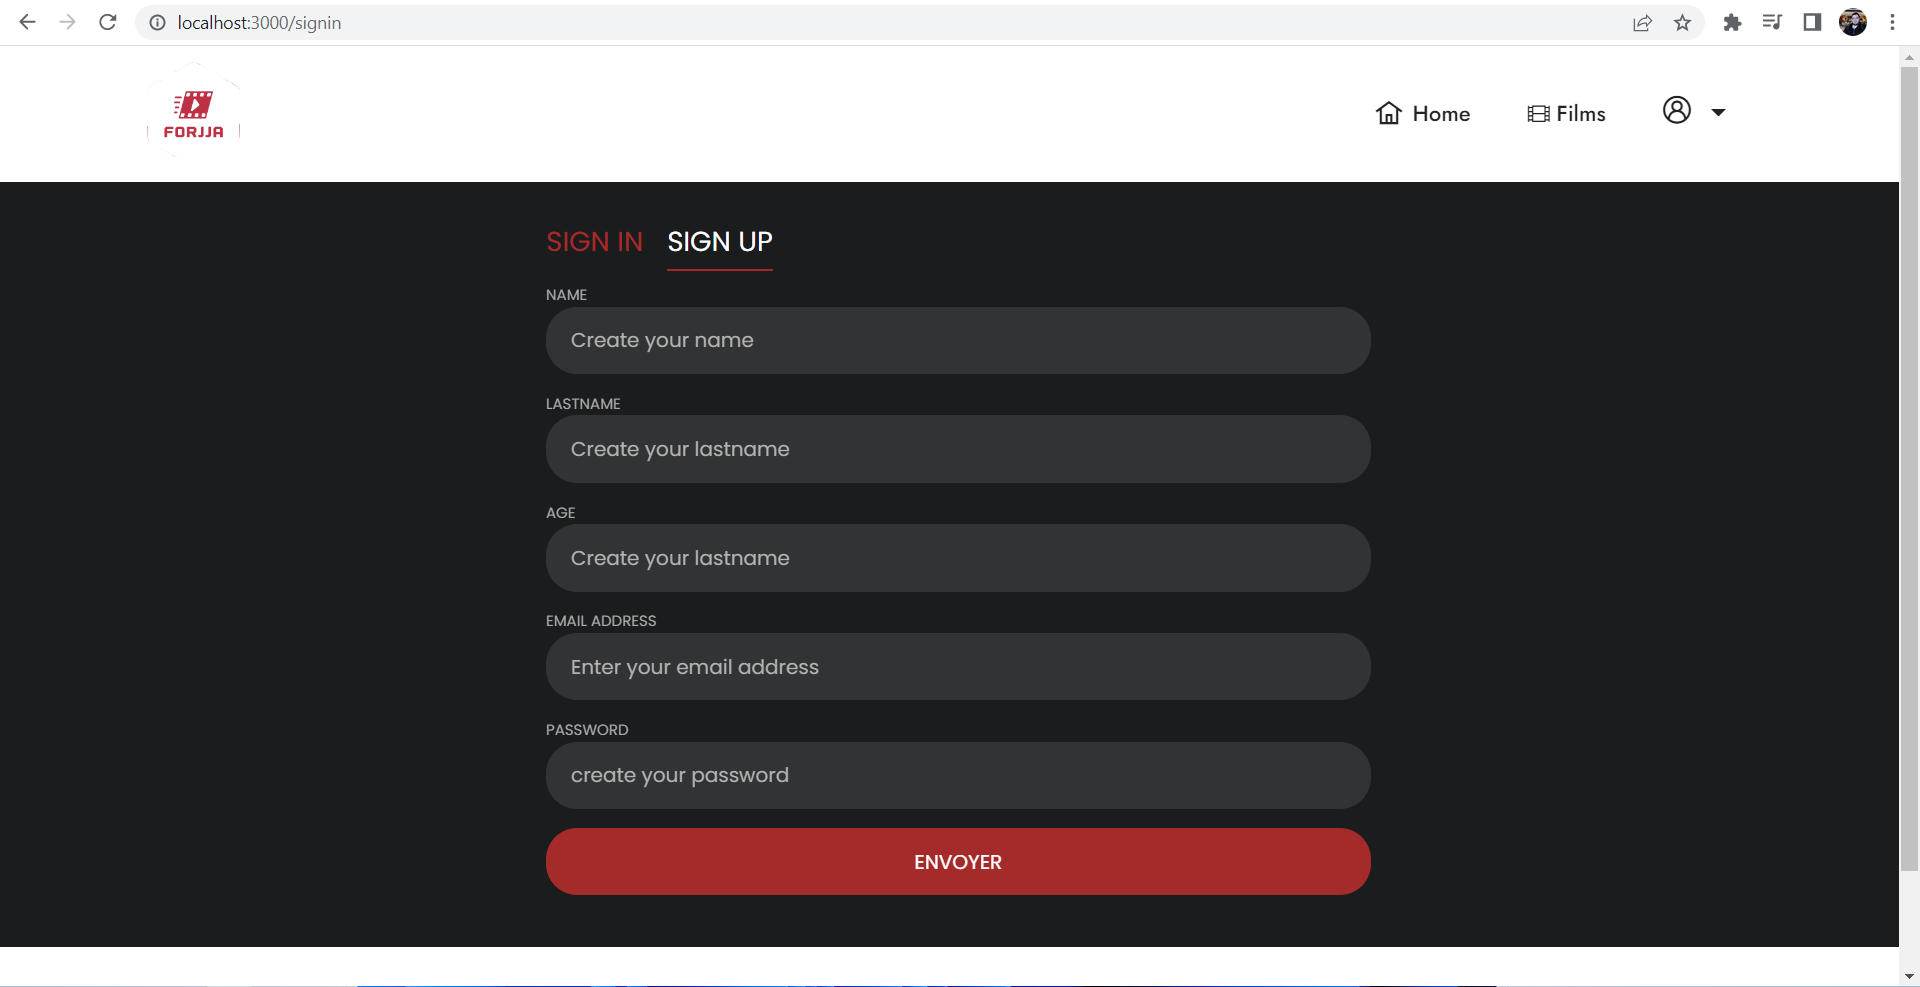 localhost:3000/signin
FORJJA
Home
Films
SIGN IN
SIGN UP
NAME
Create your name
LASTNAME
Create your lastname
AGE
Create your lastname
EMAIL ADDRESS
Enter your email address
PASSWORD
create your password
ENVOYER